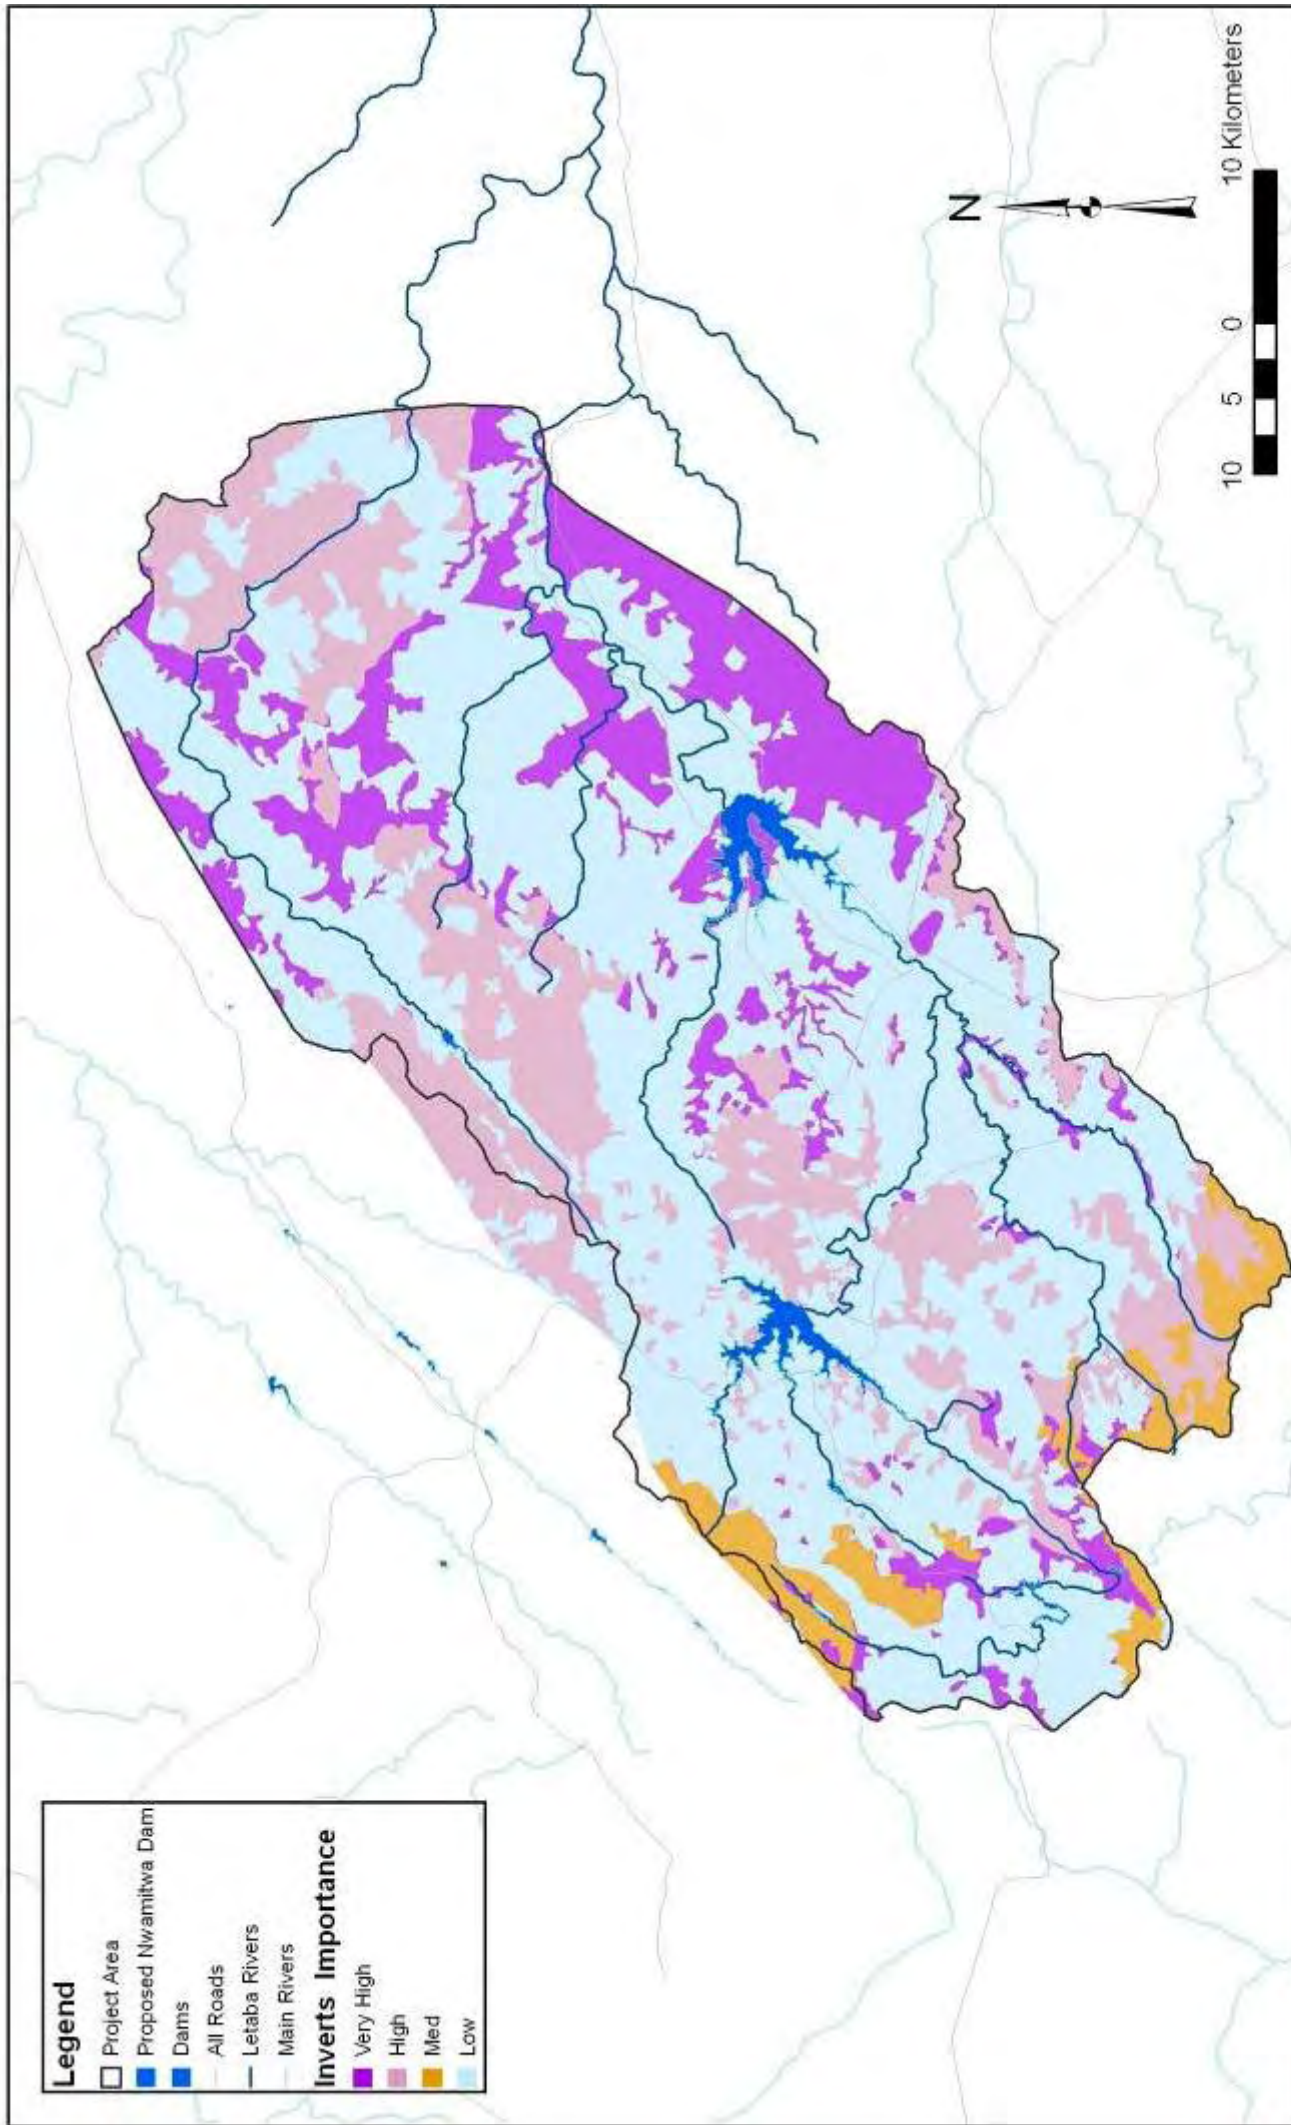 Legend
Project Area
Proposed Nwamitwa Dam
Dams
All Roads
Letaba Rivers
Main Rivers
Inverts Importance
Very High
High
Med
Low
N
10 5 0 10 Kilometers